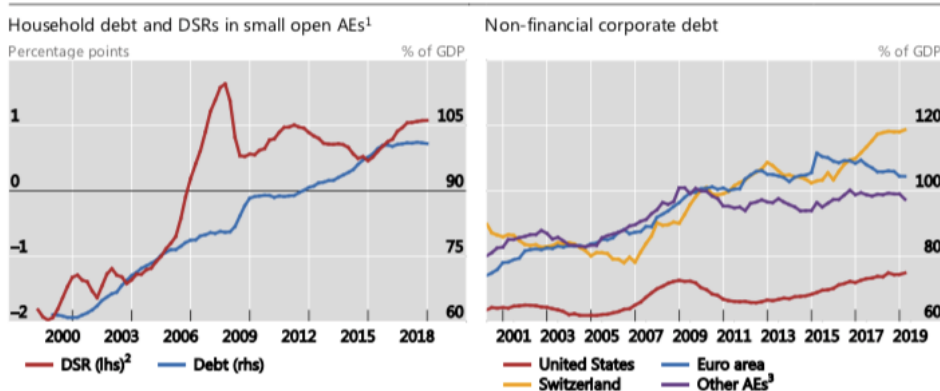 Household debt and DSRs in small open AEs¹
Percentage points % of GDP
1 105
0 90
–1 75
–2 60
2000 2003 2006 2009 2012 2015 2018
DSR (lhs)² Debt (rhs)
Non-financial corporate debt
% of GDP
120
100
80
60
2001 2003 2005 2007 2009 2011 2013 2015 2017 2019
United States Euro area
Switzerland Other AEs³